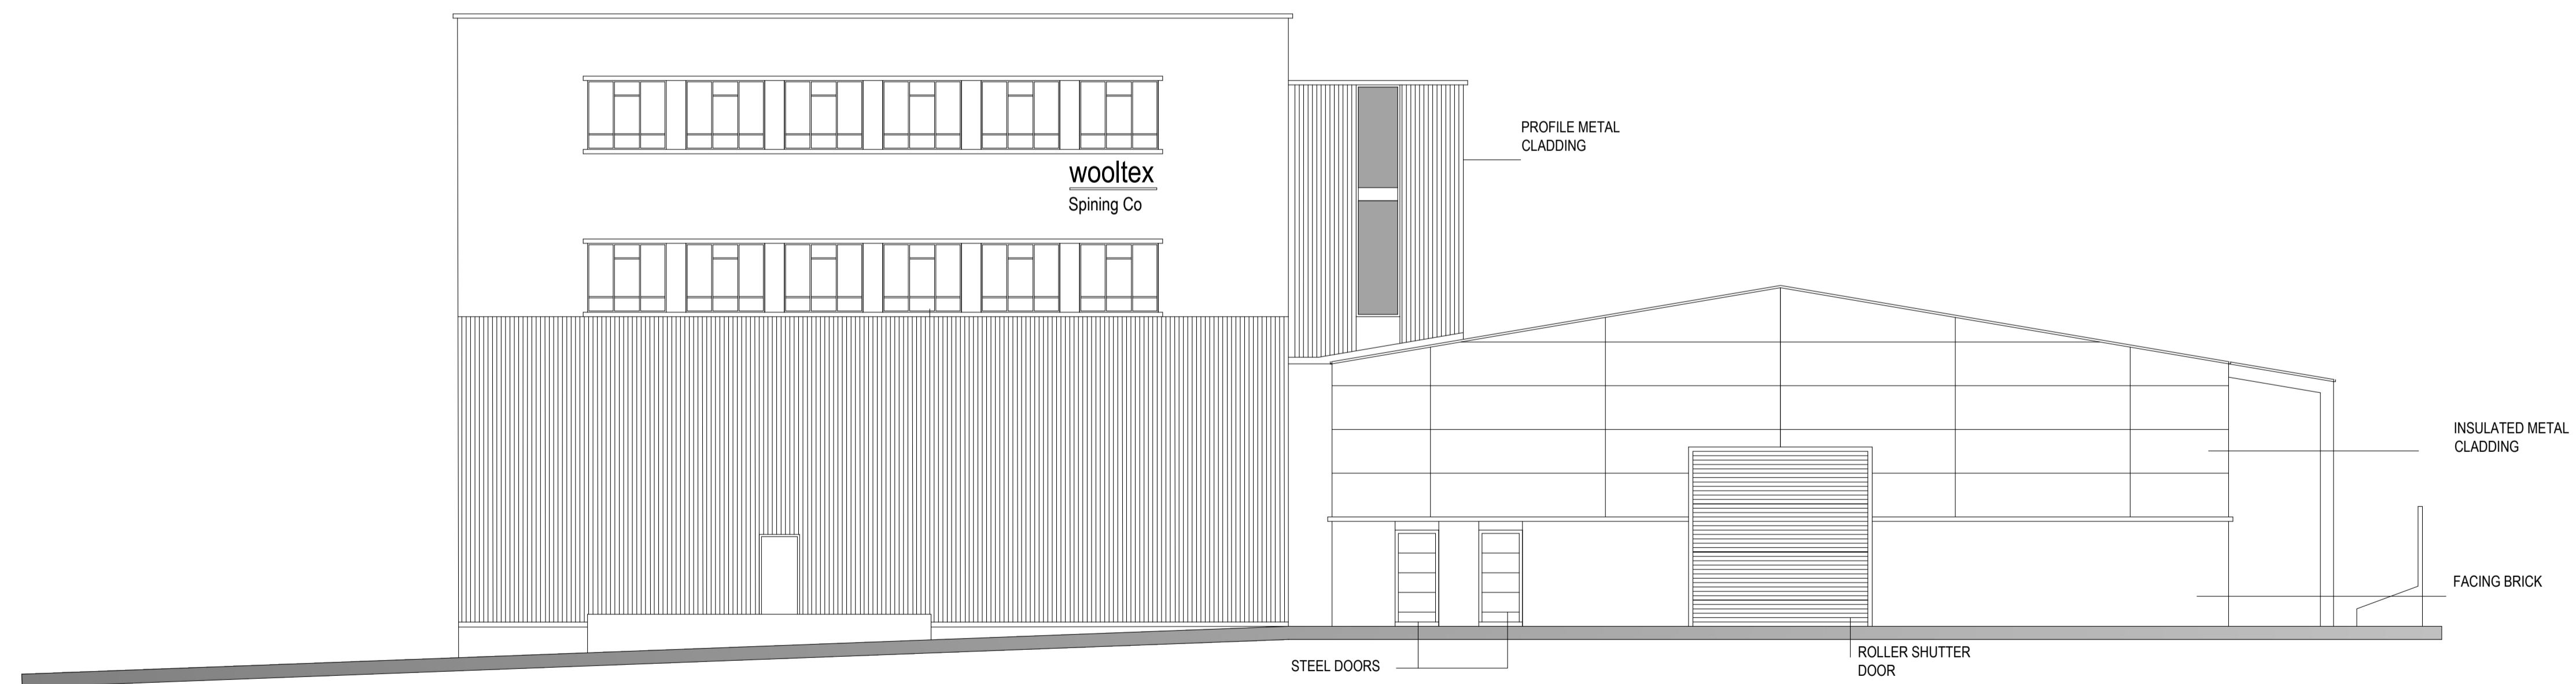 PROFILE METAL
CLADDING
wooltex
Spining Co
INSULATED METAL
CLADDING
FACING BRICK
STEEL DOORS
ROLLER SHUTTER
DOOR